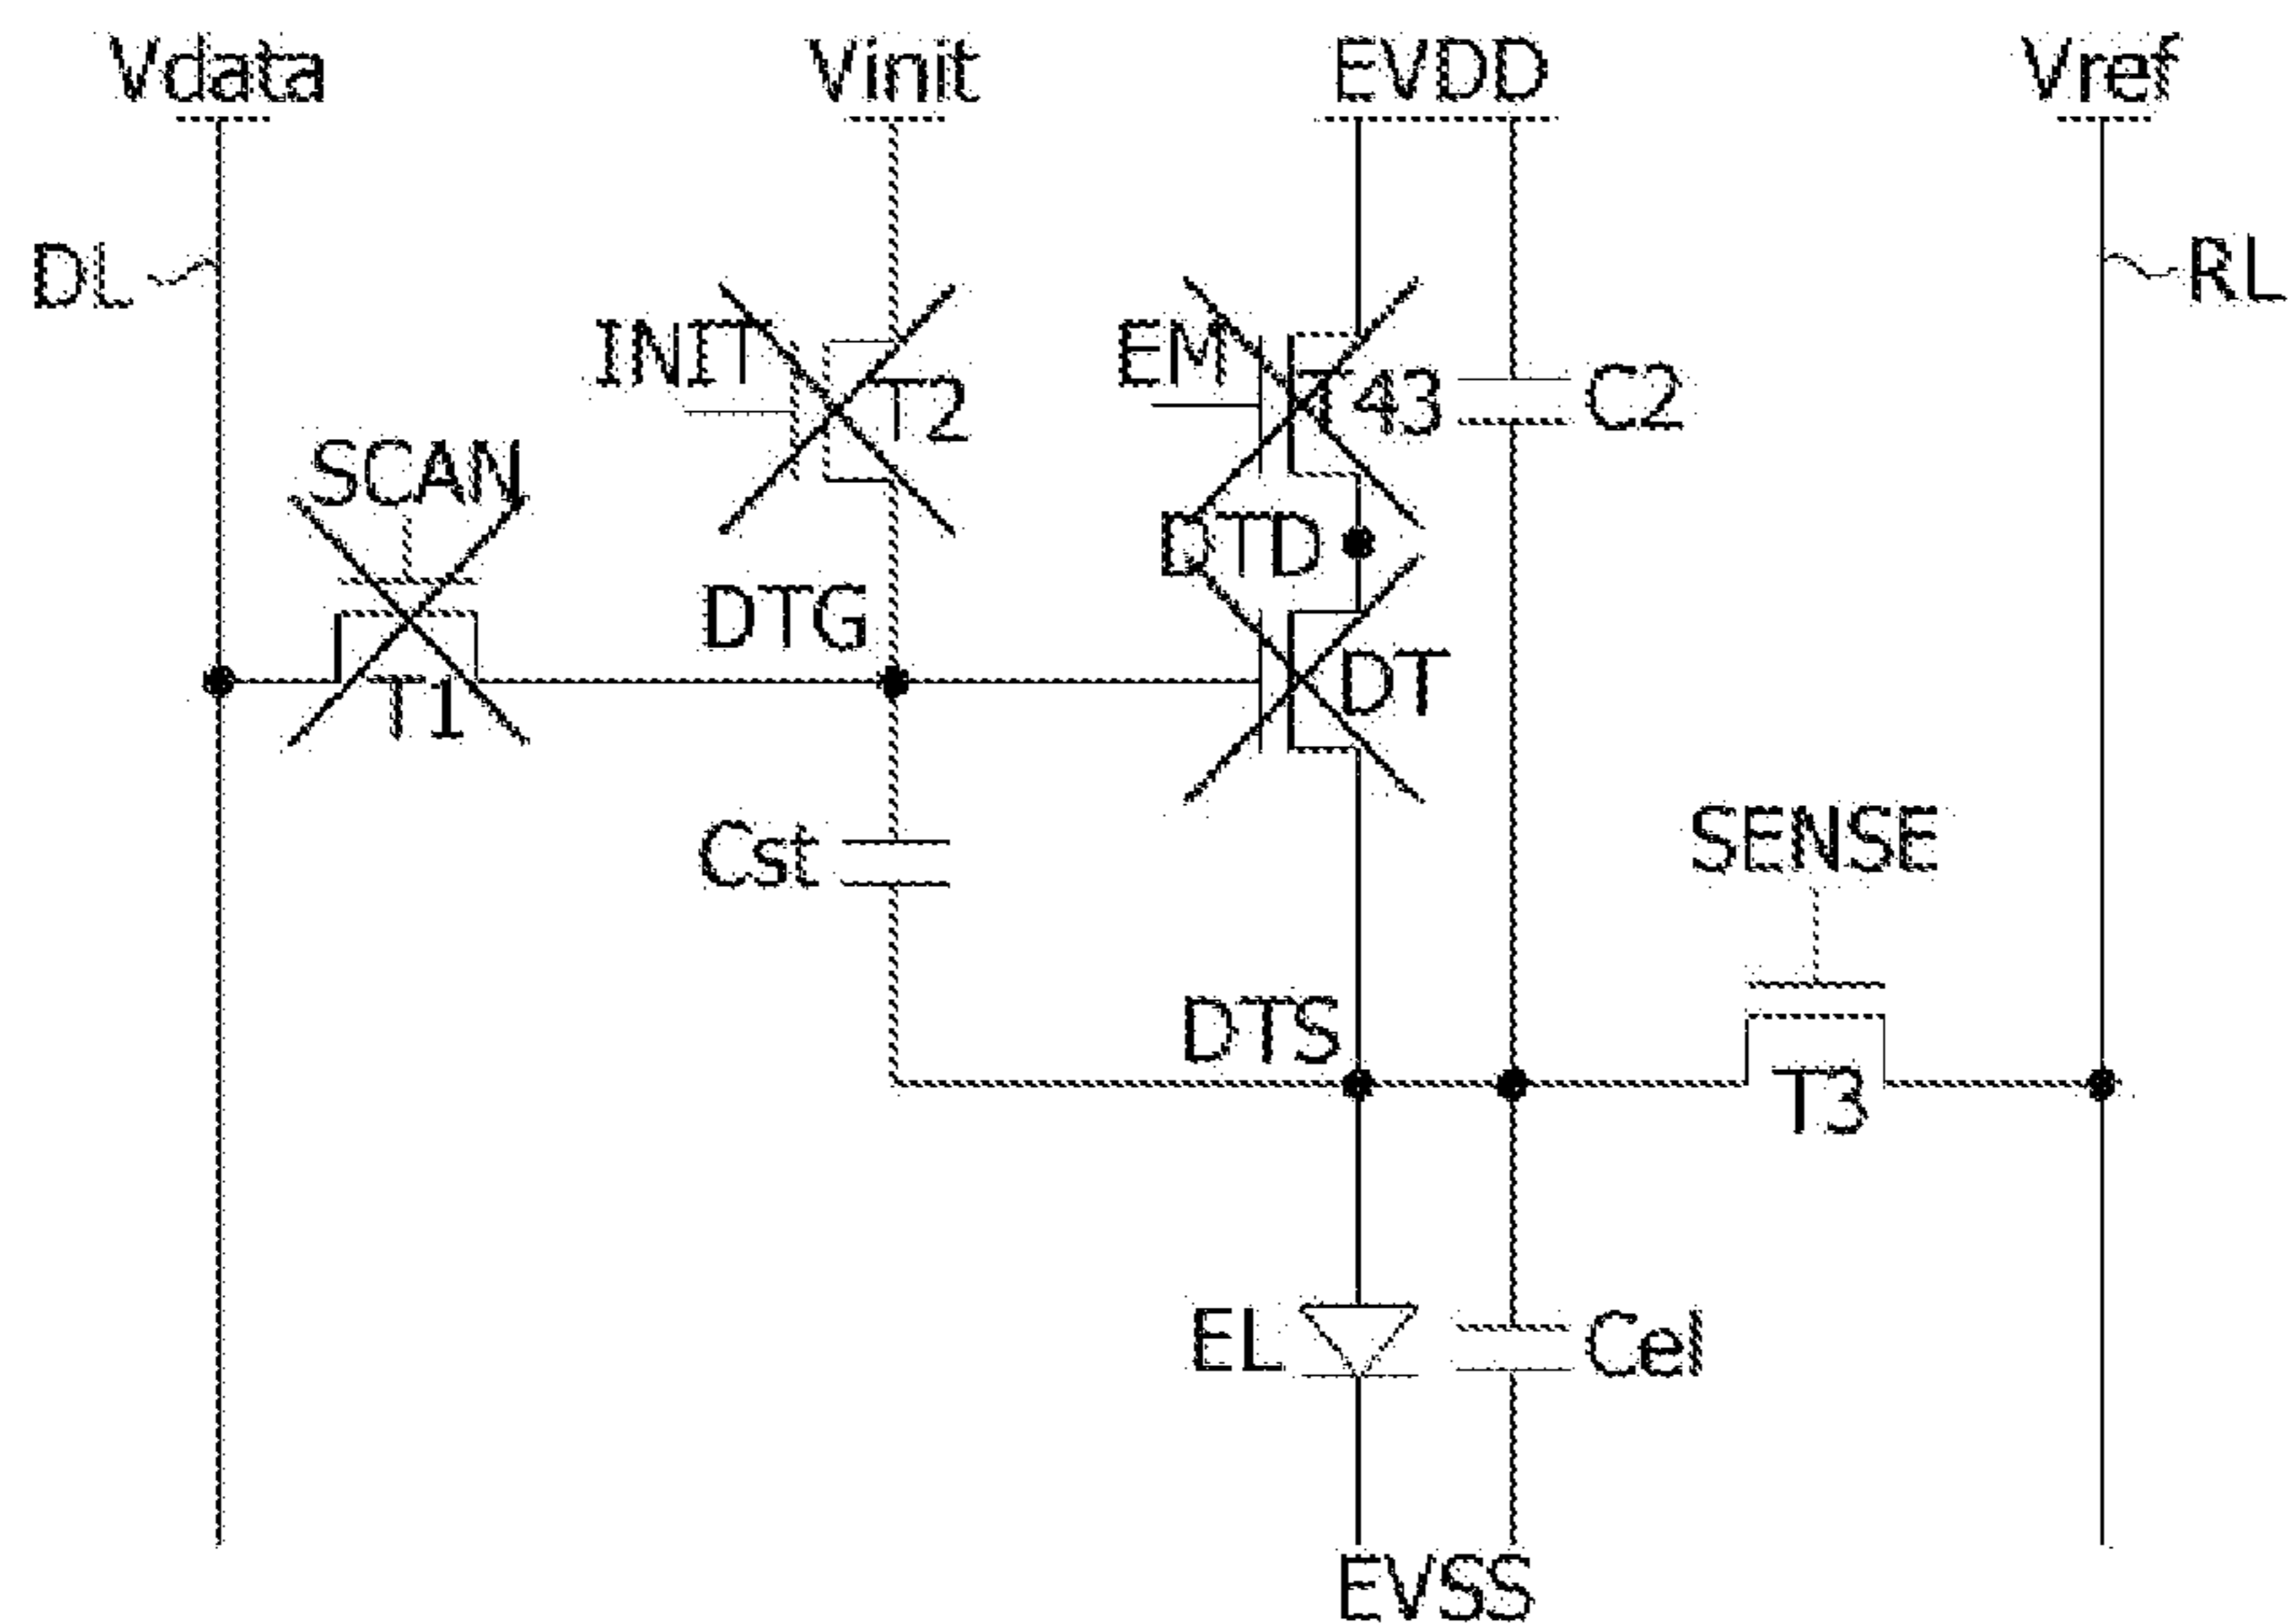 Vdata Vinit EVDD Vref
DL RL
INIT T2 EM T43 C2
SCAN
DTD
DTG
T1 DT
Cst SENSE
DTS
T3
EL Cel
EVSS